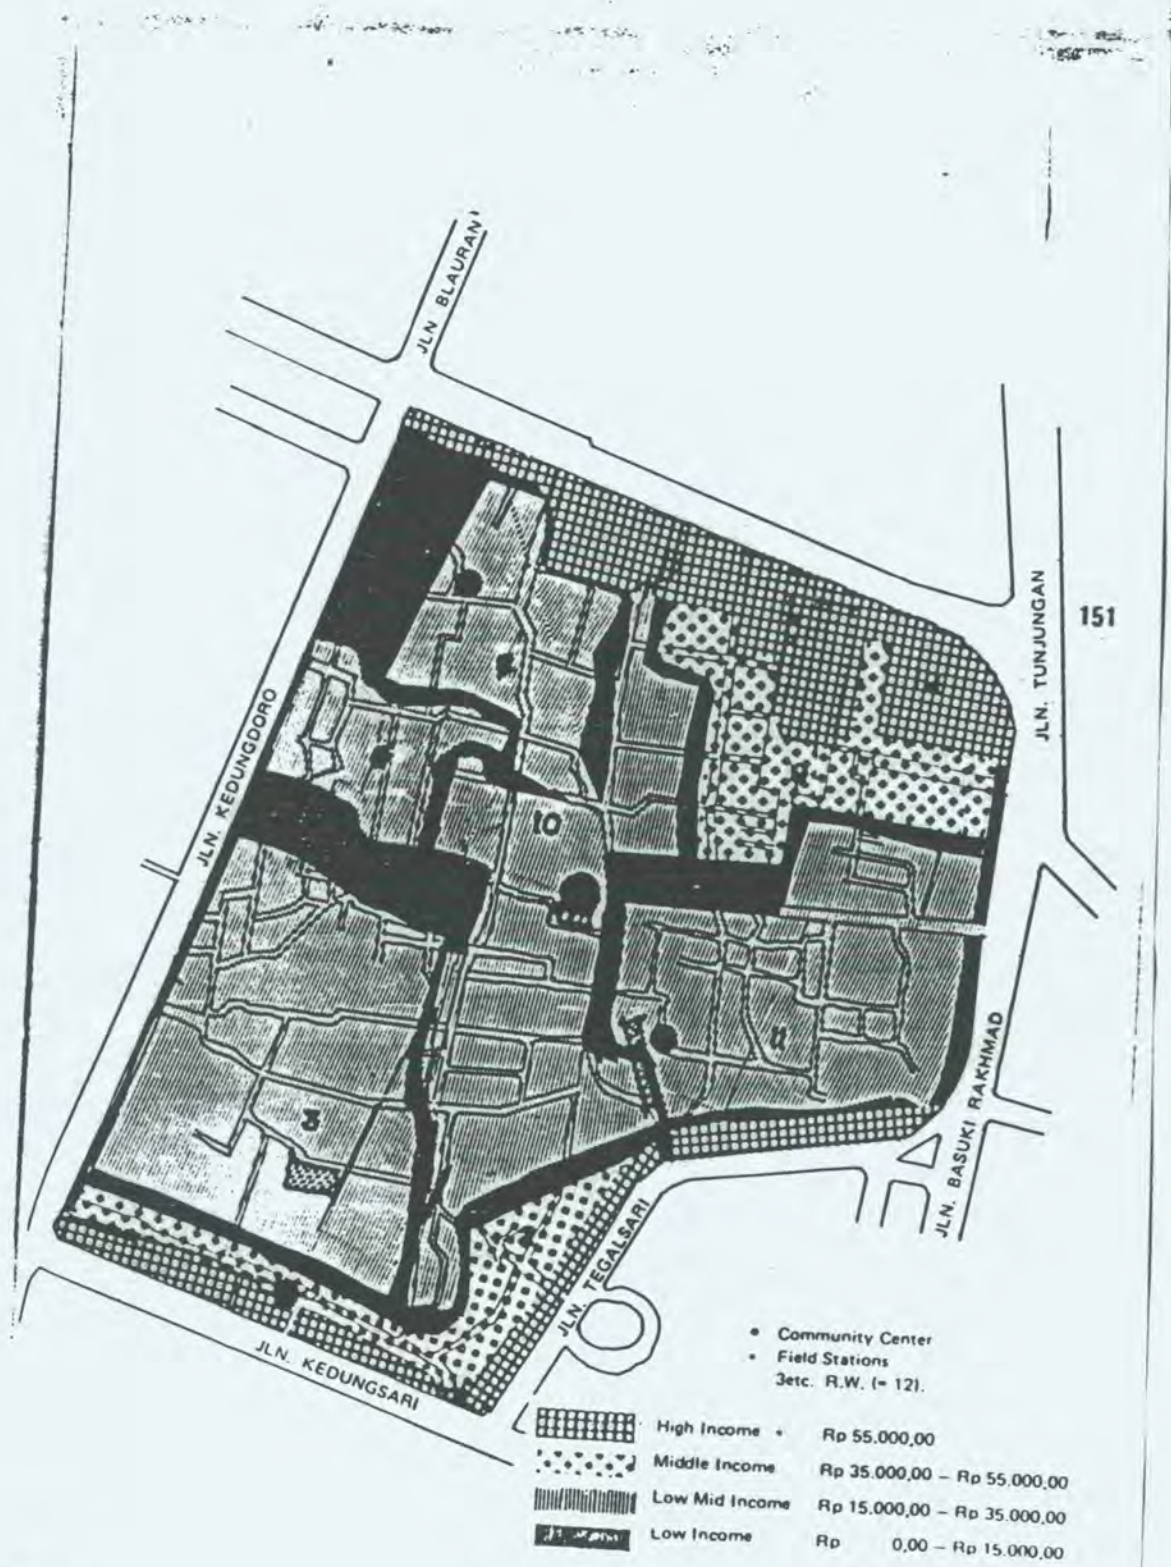 JLN BLAURAN
JLN. TUNJUNGAN
151
JLN. KEDUNGDORO
10
11
3
JLN. BASUKI RAKHMAD
JLN. TEGALSARI
JLN. KEDUNGSARI
• Community Center
• Field Stations
3etc. R.W. (= 12).
High Income + Rp 55.000,00
Middle Income Rp 35.000,00 – Rp 55.000,00
Low Mid Income Rp 15.000,00 – Rp 35.000,00
Low Income Rp 0,00 – Rp 15.000,00